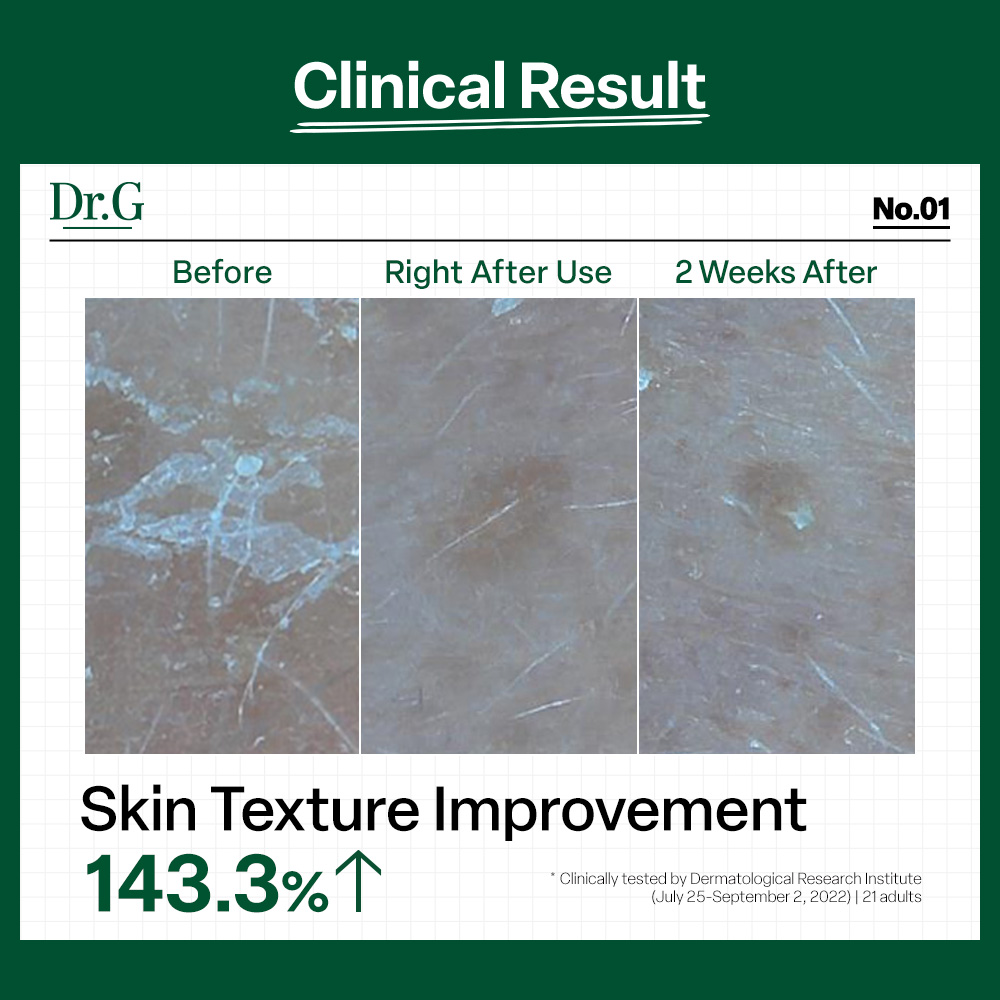 Clinical Result
Dr.G
No.01
Before
Right After Use
2 Weeks After
Skin Texture Improvement
143.3%↑
* Clinically tested by Dermatological Research Institute
(July 25-September 2, 2022) | 21 adults